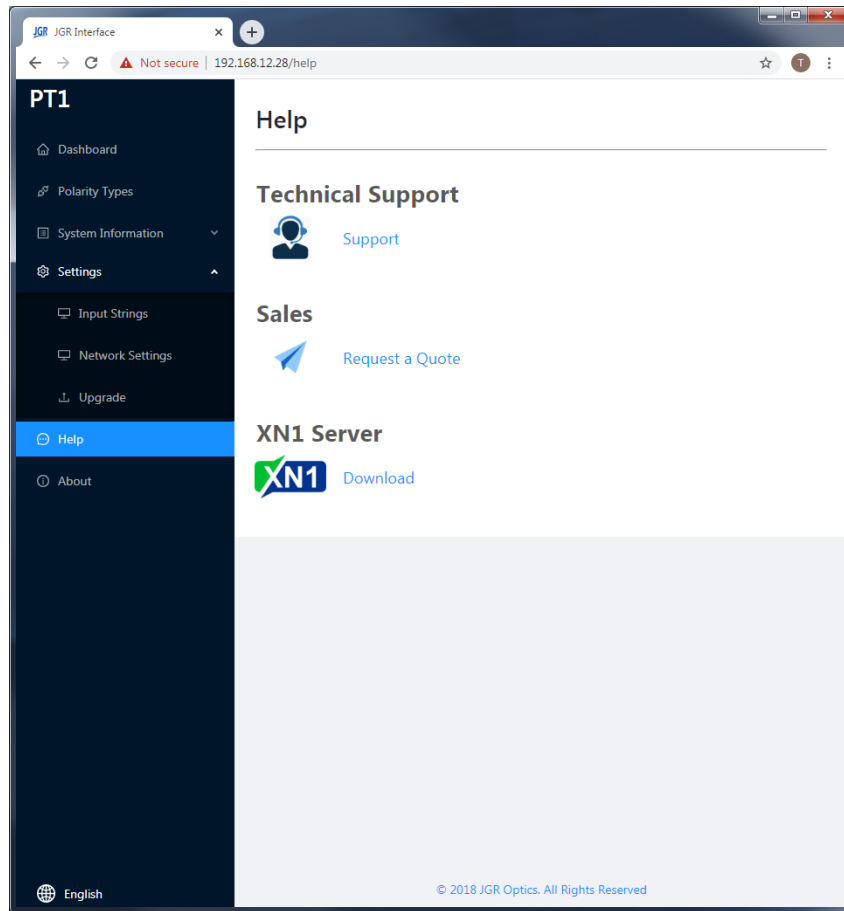 JGR JGR Interface
Not secure | 192.168.12.28/help
T
PT1
Dashboard
Polarity Types
System Information
Settings
Input Strings
Network Settings
Upgrade
Help
About
English
Help
Technical Support
Support
Sales
Request a Quote
XN1 Server
XN1 Download
© 2018 JGR Optics. All Rights Reserved